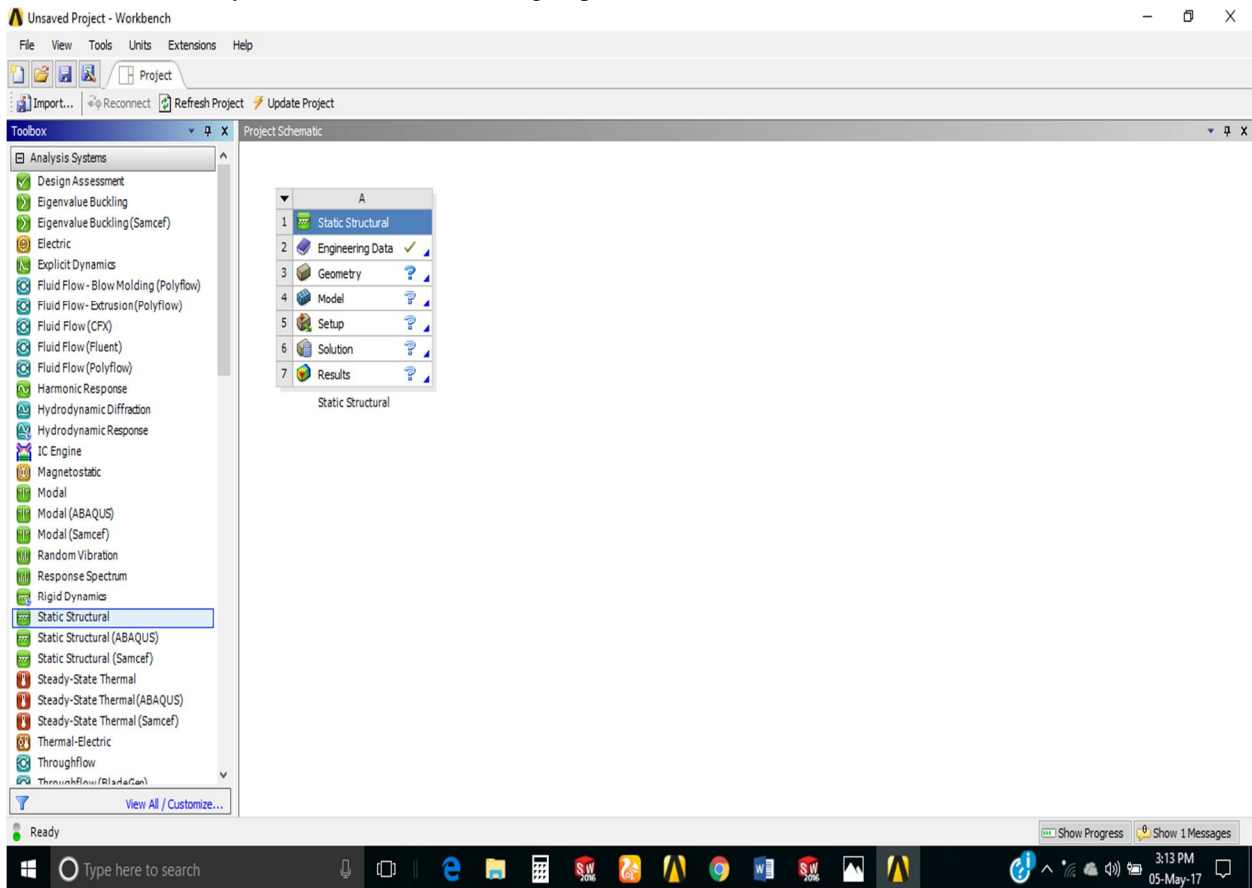 Unsaved Project - Workbench
File View Tools Units Extensions Help
Project
Import... Reconnect Refresh Project Update Project
Toolbox
Project Schematic
Analysis Systems
Design Assessment
Eigenvalue Buckling
Eigenvalue Buckling (Samcef)
Electric
Explicit Dynamics
Fluid Flow - Blow Molding (Polyflow)
Fluid Flow - Extrusion (Polyflow)
Fluid Flow (CFX)
Fluid Flow (Fluent)
Fluid Flow (Polyflow)
Harmonic Response
Hydrodynamic Diffraction
Hydrodynamic Response
IC Engine
Magnetostatic
Modal
Modal (ABAQUS)
Modal (Samcef)
Random Vibration
Response Spectrum
Rigid Dynamics
Static Structural
Static Structural (ABAQUS)
Static Structural (Samcef)
Steady-State Thermal
Steady-State Thermal (ABAQUS)
Steady-State Thermal (Samcef)
Thermal-Electric
Throughflow
Throughflow (BladeGen)
View All / Customize...
A
1 Static Structural
2 Engineering Data
3 Geometry ?
4 Model ?
5 Setup ?
6 Solution ?
7 Results ?
Static Structural
Ready
Show Progress Show 1 Messages
Type here to search
SW 2016
SW 2016
3:13 PM
05-May-17